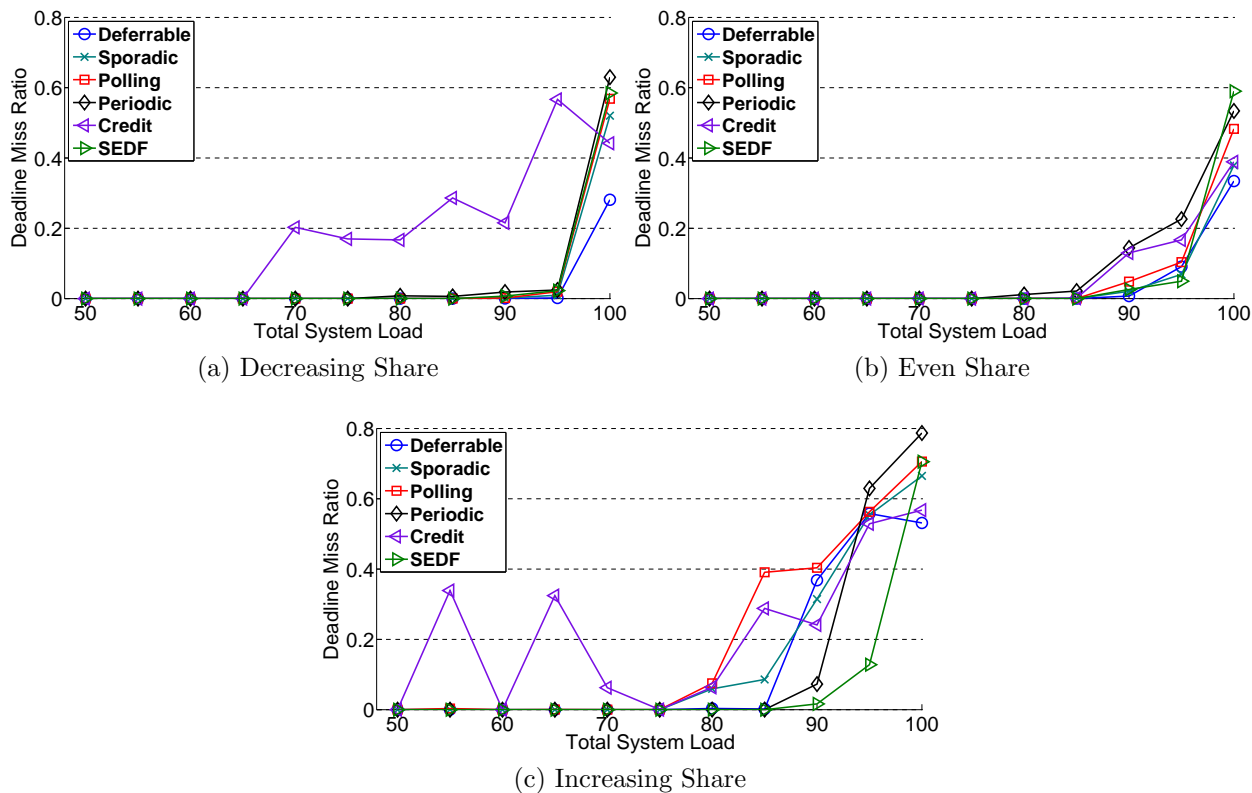 Deferrable
Sporadic
Polling
Periodic
Credit
SEDF
0.8
0.6
0.4
0.2
0
Deadline Miss Ratio
50 60 70 80 90 100
Total System Load
(a) Decreasing Share
Deferrable
Sporadic
Polling
Periodic
Credit
SEDF
0.8
0.6
0.4
0.2
0
Deadline Miss Ratio
50 60 70 80 90 100
Total System Load
(b) Even Share
Deferrable
Sporadic
Polling
Periodic
Credit
SEDF
0.8
0.6
0.4
0.2
0
Deadline Miss Ratio
50 60 70 80 90 100
Total System Load
(c) Increasing Share